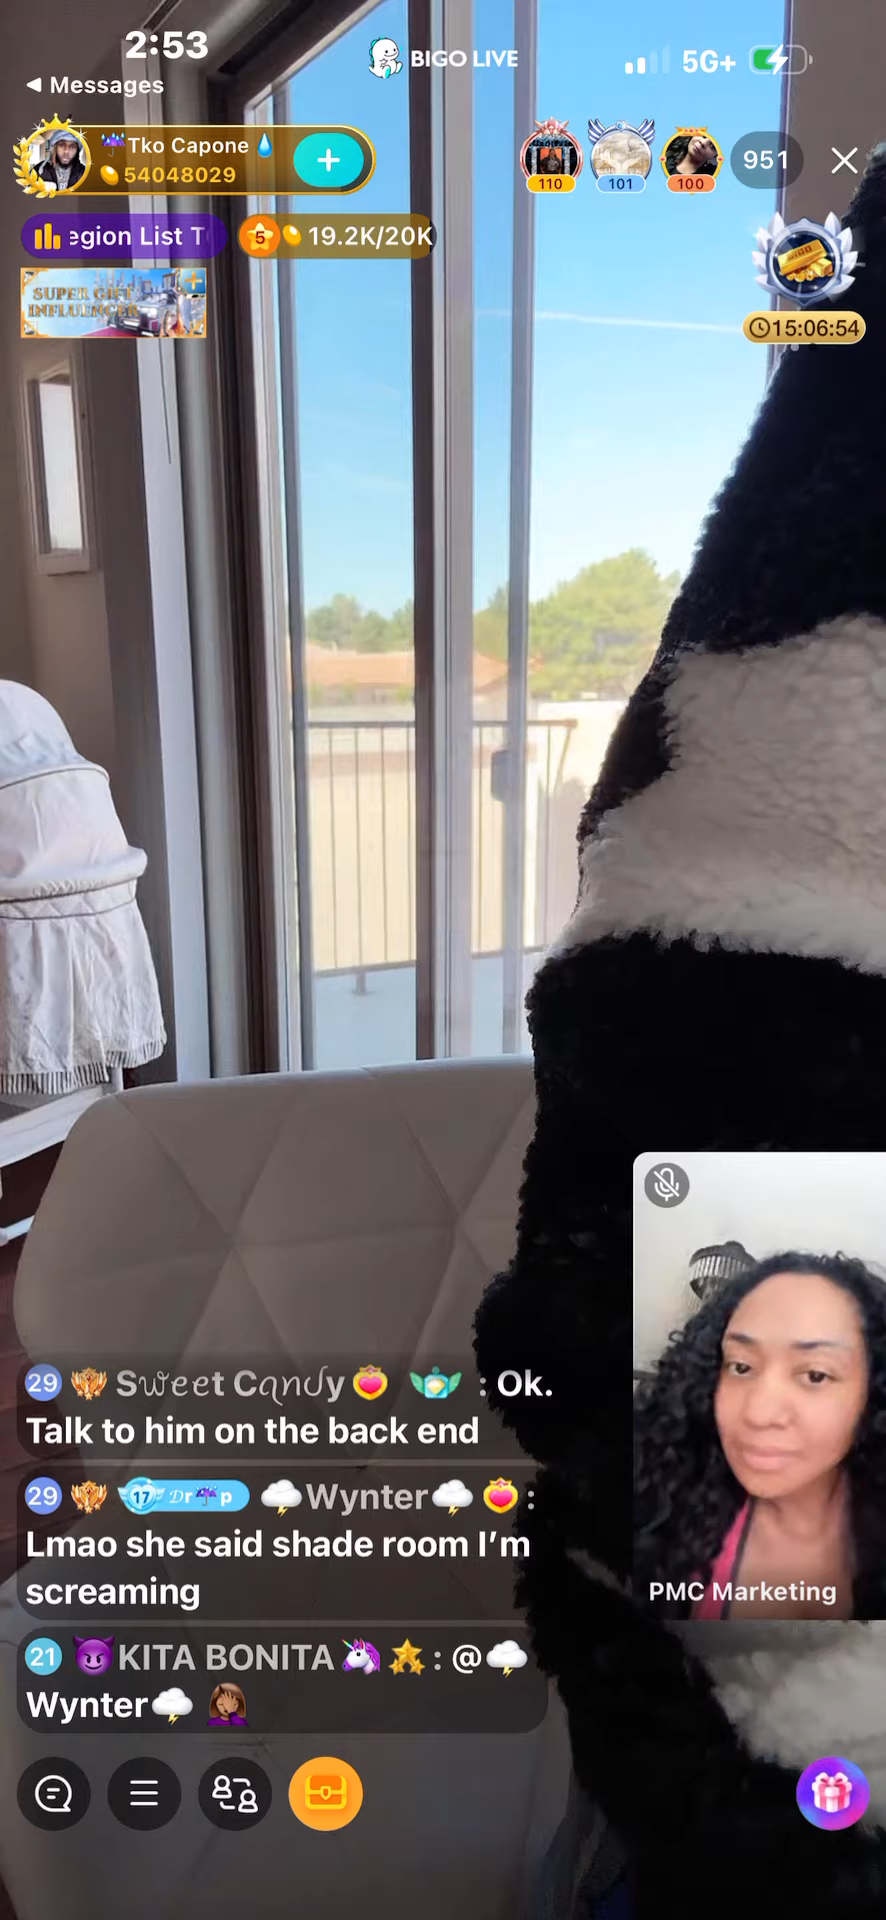 2:53
BIGO LIVE
5G+
◀ Messages
☔Tko Capone💧
54048029
110
101
100
951
egion List T
5 19.2K/20K
SUPER GIFT
INFLUENCER
15:06:54
29 Sweet Candy : Ok.
Talk to him on the back end
29 17 Dr☔p 🌩Wynter🌩 :
Lmao she said shade room I'm
screaming
21 😈KITA BONITA🦄 : @🌩
Wynter🌩 🤦🏾‍♀️
PMC Marketing